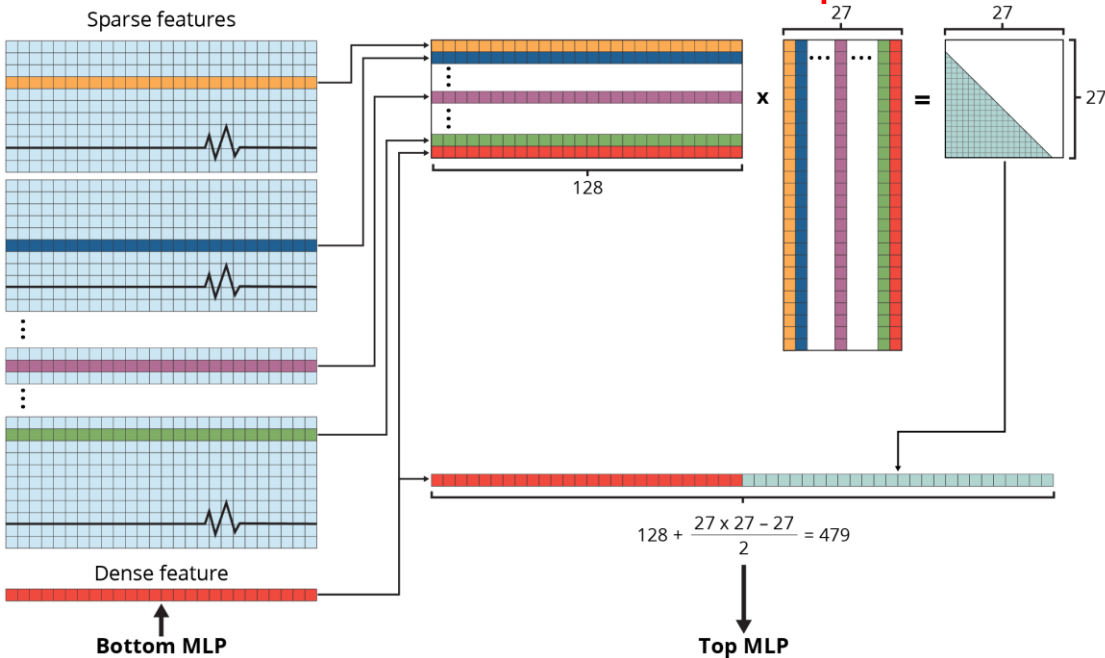 Sparse features
27
27
x
=
27
128
128 + 27 x 27 – 27 / 2 = 479
Dense feature
Bottom MLP
Top MLP